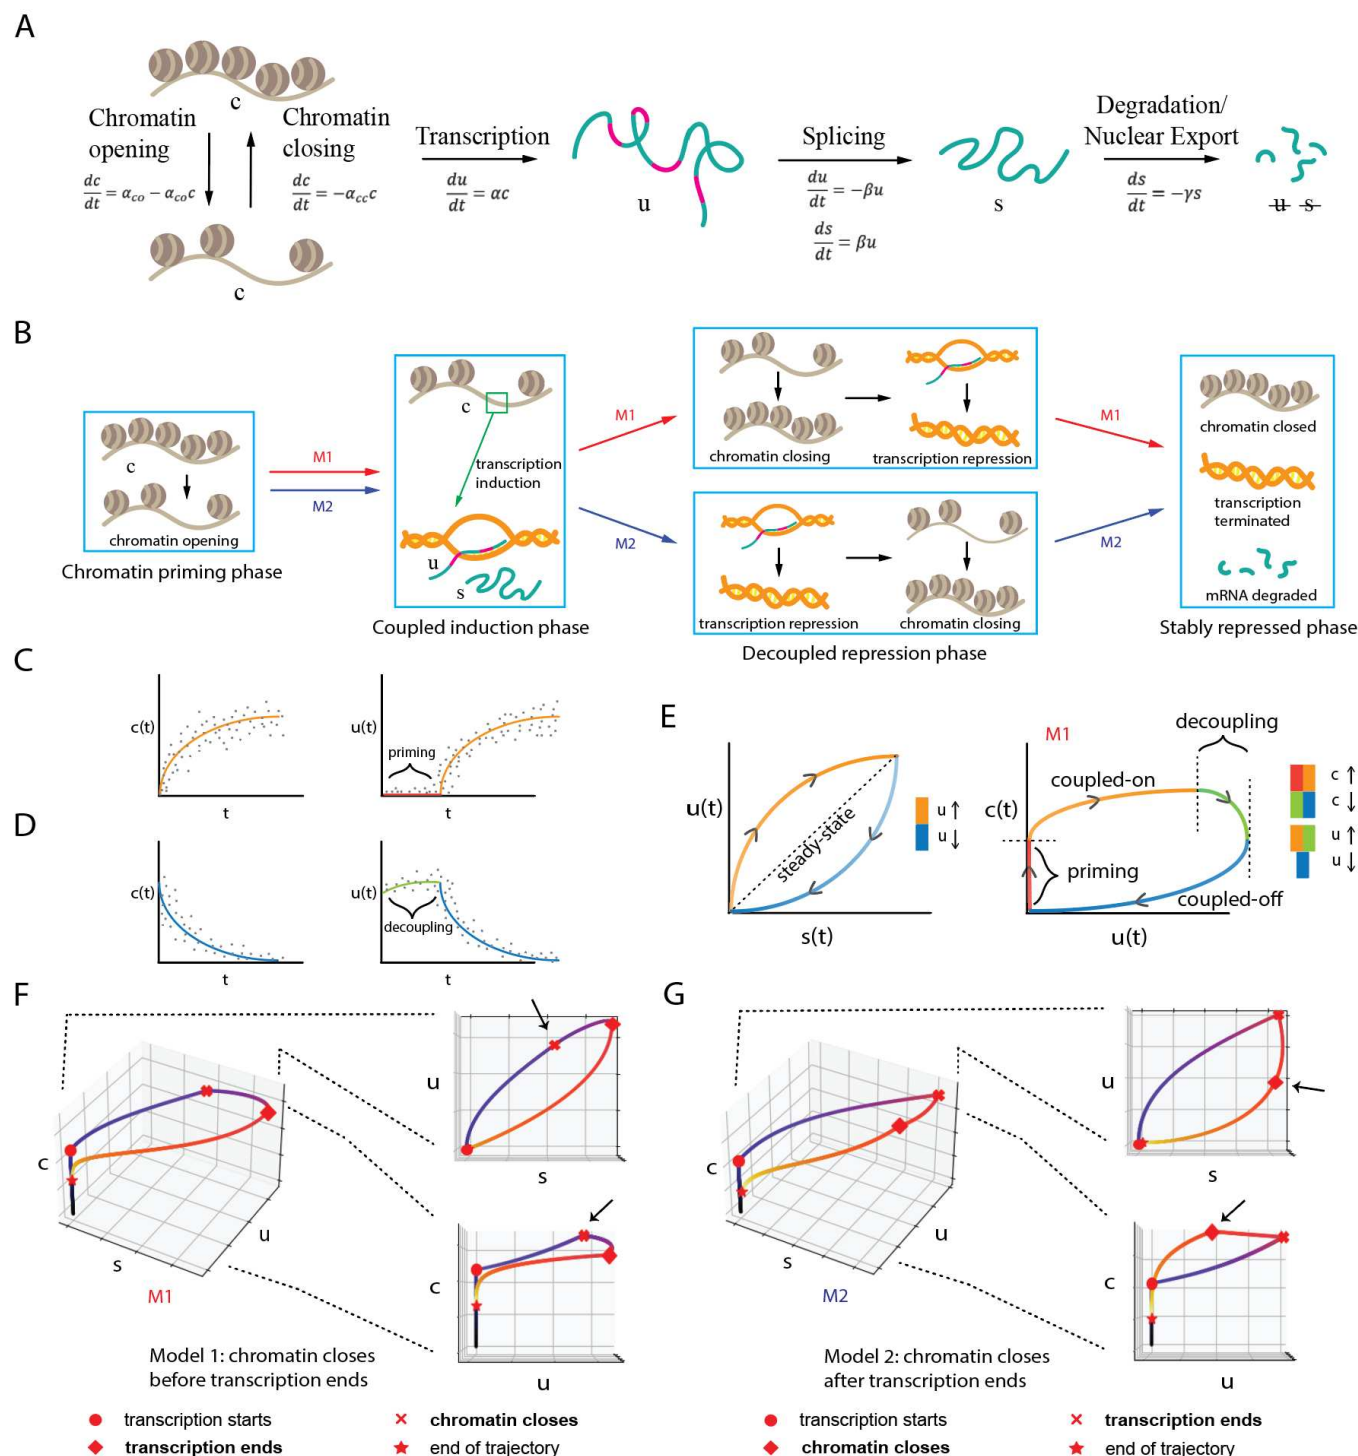 A
c
Chromatin
opening
Chromatin
closing
dc/dt = α_co − α_co c
dc/dt = −α_cc c
c
Transcription
du/dt = αc
u
Splicing
du/dt = −βu
ds/dt = βu
s
Degradation/
Nuclear Export
ds/dt = −γs
u s
B
c
chromatin opening
Chromatin priming phase
M1
M2
c
transcription
induction
u
s
Coupled induction phase
M1
M2
chromatin closing
transcription repression
transcription repression
chromatin closing
Decoupled repression phase
M1
M2
chromatin closed
transcription
terminated
mRNA degraded
Stably repressed phase
C
c(t)
t
u(t)
priming
t
D
c(t)
t
u(t)
decoupling
t
E
u(t)
steady-state
s(t)
u ↑
u ↓
M1
decoupling
coupled-on
c(t)
priming
coupled-off
u(t)
c ↑
c ↓
u ↑
u ↓
F
c
s
u
M1
u
s
c
u
Model 1: chromatin closes
before transcription ends
transcription starts
chromatin closes
transcription ends
end of trajectory
G
c
s
u
M2
u
s
c
u
Model 2: chromatin closes
after transcription ends
transcription starts
transcription ends
chromatin closes
end of trajectory